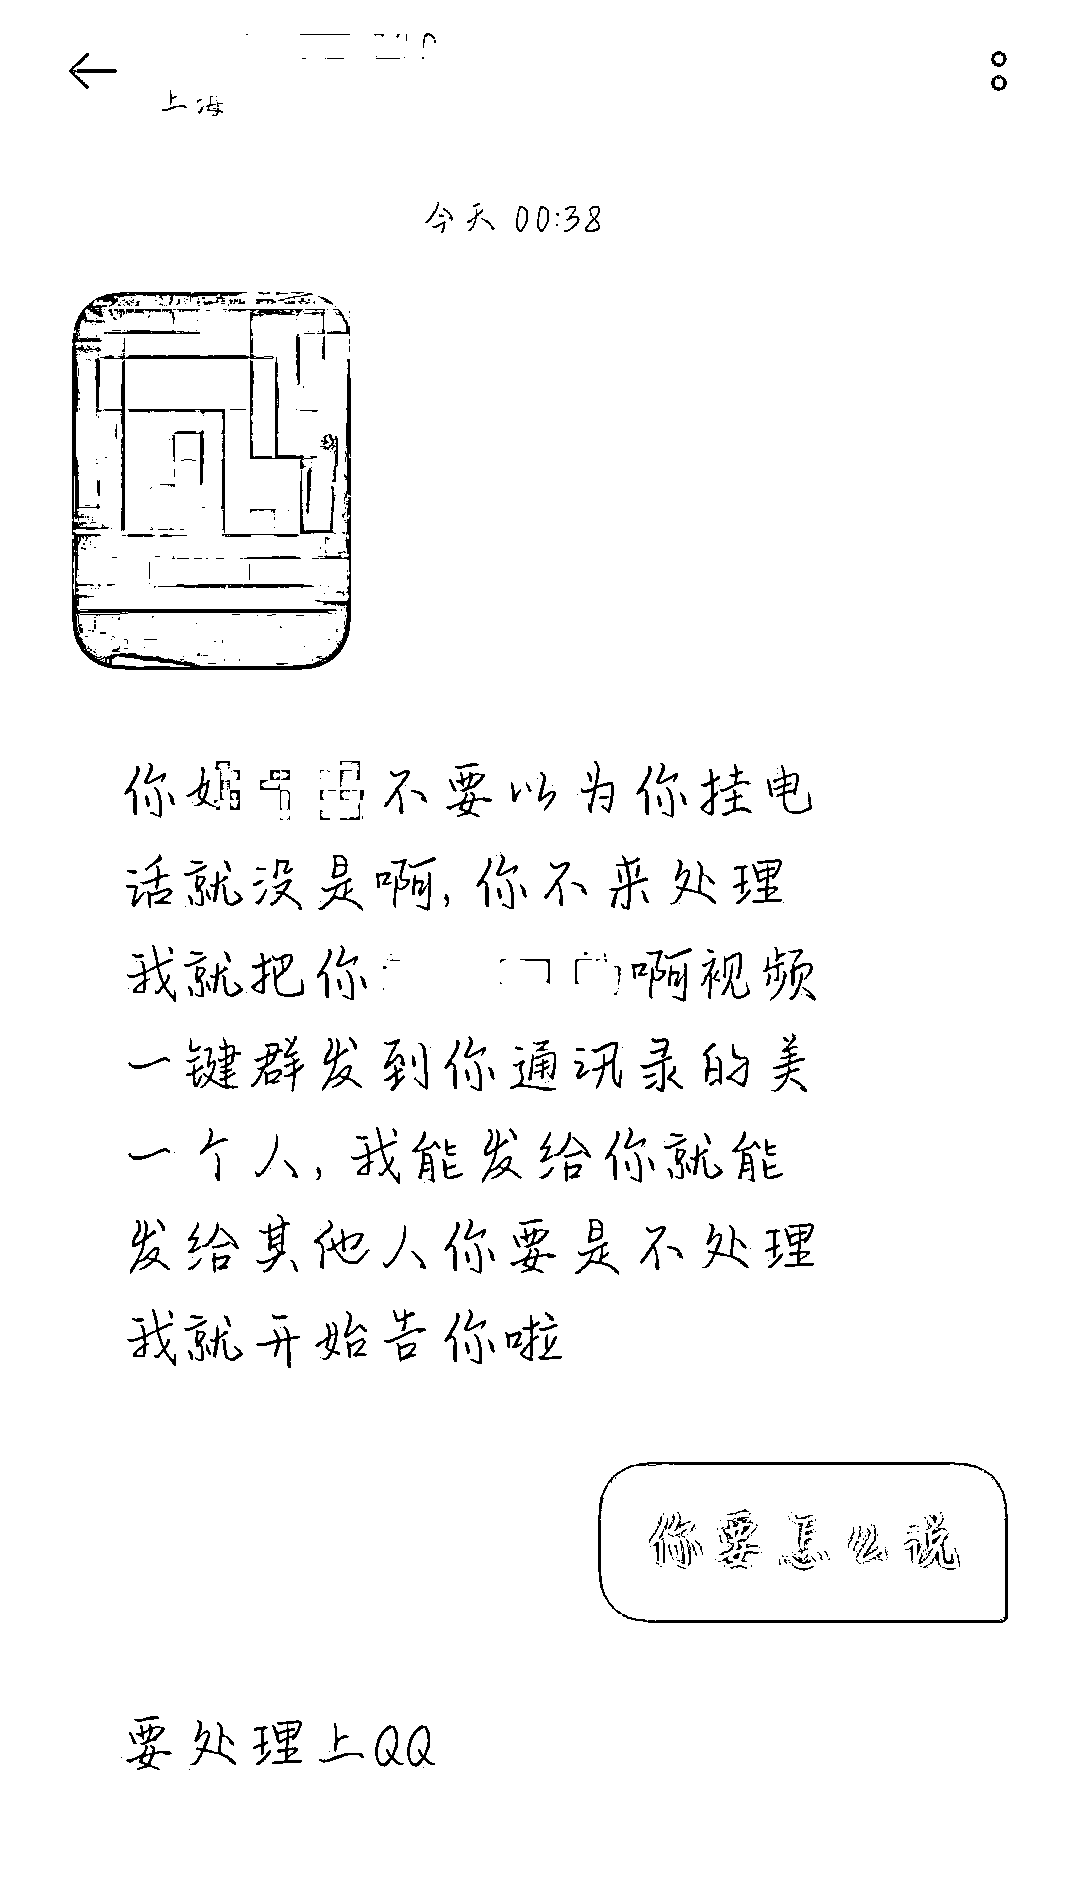 上海
今天 00:38
你 不要以为你挂电
话就没是啊,你不来处理
我就把你 啊视频
一键群发到你通讯录的美
一个人,我能发给你就能
发给其他人你要是不处理
我就开始告你啦
你要怎么说
要处理上QQ